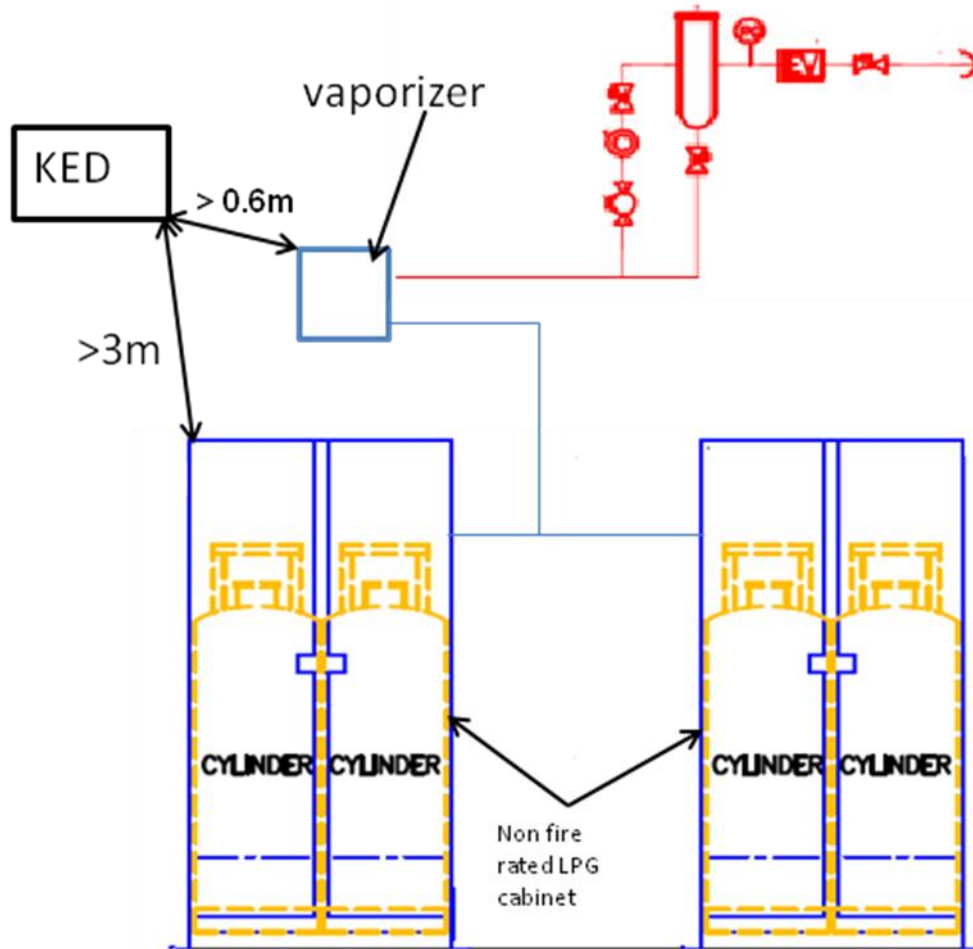 vaporizer
KED
> 0.6m
>3m
EV
CYLINDER CYLINDER
CYLINDER CYLINDER
Non fire
rated LPG
cabinet